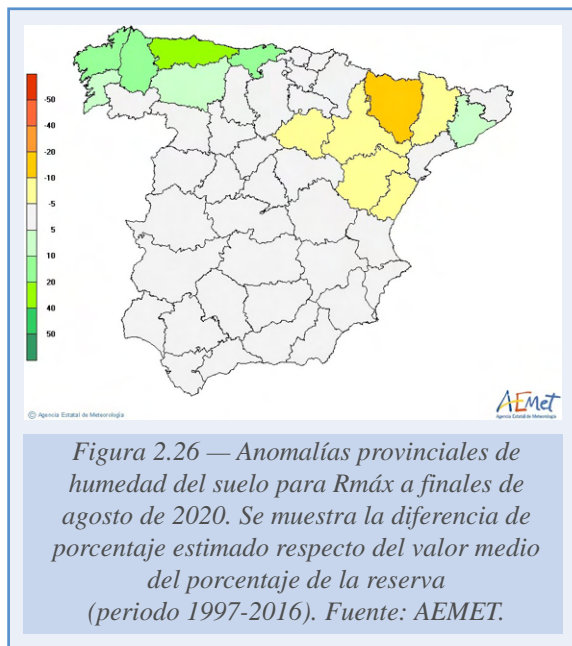 -50
-40
-20
-10
-5
5
10
20
40
50
© Agencia Estatal de Meteorología
AEmet
Agencia Estatal de Meteorología
Figura 2.26 — Anomalías provinciales de
humedad del suelo para Rmáx a finales de
agosto de 2020. Se muestra la diferencia de
porcentaje estimado respecto del valor medio
del porcentaje de la reserva
(periodo 1997-2016). Fuente: AEMET.